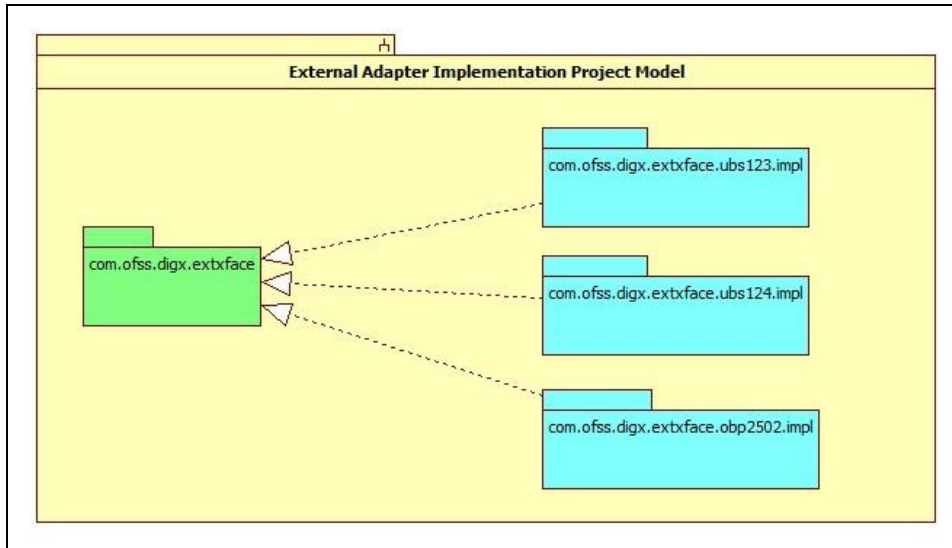 External Adapter Implementation Project Model
com.ofss.digx.extxface.ubs123.impl
com.ofss.digx.extxface
com.ofss.digx.extxface.ubs124.impl
com.ofss.digx.extxface.obp2502.impl